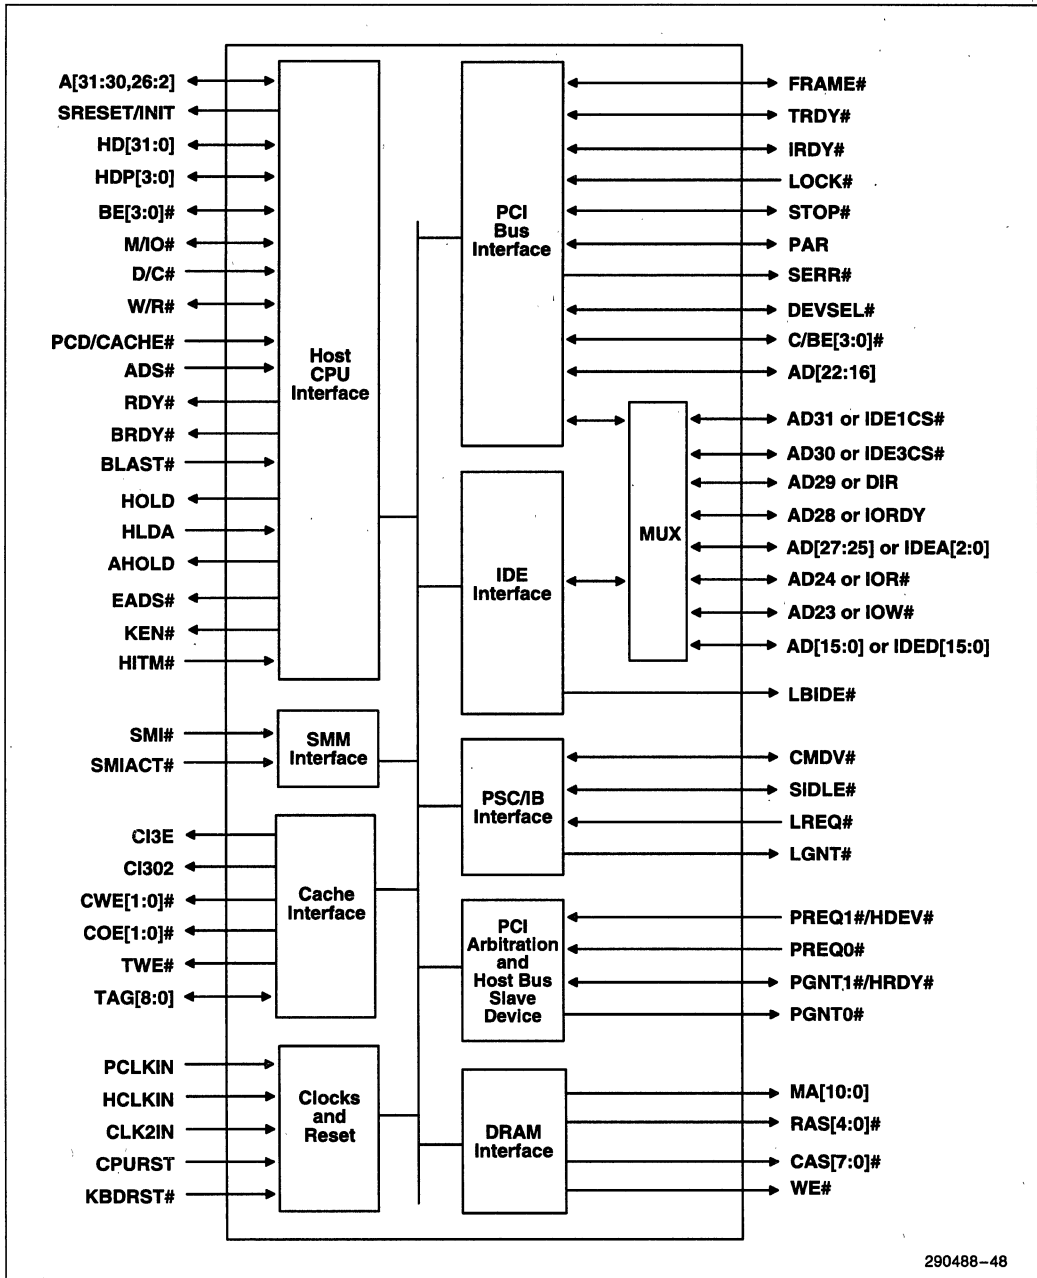 A[31:30,26:2]
SRESET/INIT
HD[31:0]
HDP[3:0]
BE[3:0]#
M/IO#
D/C#
W/R#
PCD/CACHE#
ADS#
RDY#
BRDY#
BLAST#
HOLD
HLDA
AHOLD
EADS#
KEN#
HITM#
Host
CPU
Interface
SMI#
SMIACT#
SMM
Interface
CI3E
CI302
CWE[1:0]#
COE[1:0]#
TWE#
TAG[8:0]
Cache
Interface
PCLKIN
HCLKIN
CLK2IN
CPURST
KBDRST#
Clocks
and
Reset
PCI
Bus
Interface
FRAME#
TRDY#
IRDY#
LOCK#
STOP#
PAR
SERR#
DEVSEL#
C/BE[3:0]#
AD[22:16]
IDE
Interface
MUX
AD31 or IDE1CS#
AD30 or IDE3CS#
AD29 or DIR
AD28 or IORDY
AD[27:25] or IDEA[2:0]
AD24 or IOR#
AD23 or IOW#
AD[15:0] or IDED[15:0]
LBIDE#
PSC/IB
Interface
CMDV#
SIDLE#
LREQ#
LGNT#
PCI
Arbitration
and
Host Bus
Slave
Device
PREQ1#/HDEV#
PREQ0#
PGNT1#/HRDY#
PGNT0#
DRAM
Interface
MA[10:0]
RAS[4:0]#
CAS[7:0]#
WE#
290488–48